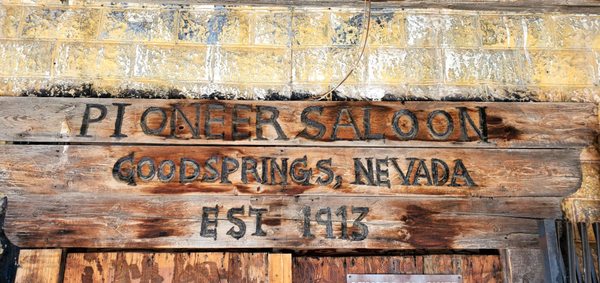 PIONEER SALOON
GOODSPRINGS, NEVADA
EST 1913